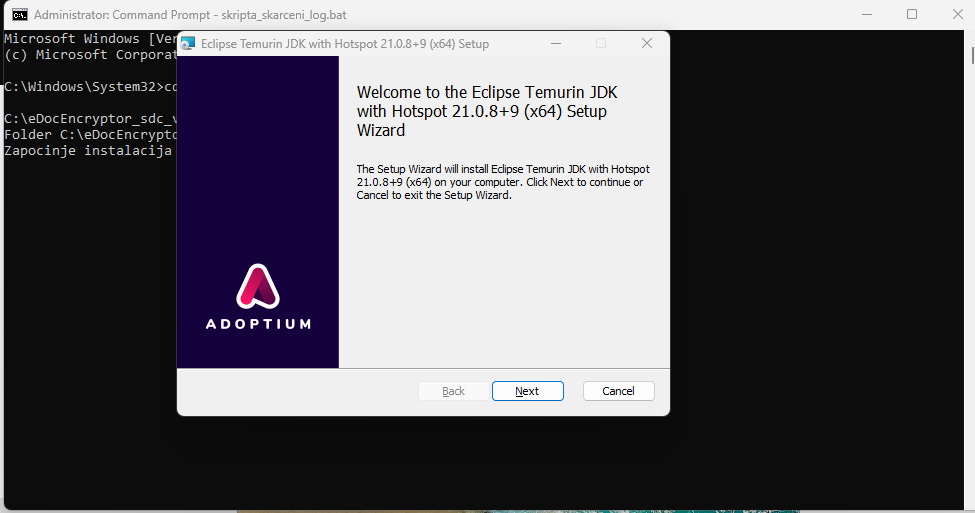 Administrator: Command Prompt - skripta_skarceni_log.bat
Microsoft Windows [Ver
(c) Microsoft Corporat
C:\Windows\System32>cd
C:\eDocEncryptor_sdc_v
Folder C:\eDocEncrypto
Zapocinje instalacija
Eclipse Temurin JDK with Hotspot 21.0.8+9 (x64) Setup
Welcome to the Eclipse Temurin JDK
with Hotspot 21.0.8+9 (x64) Setup
Wizard
The Setup Wizard will install Eclipse Temurin JDK with Hotspot
21.0.8+9 (x64) on your computer. Click Next to continue or
Cancel to exit the Setup Wizard.
ADOPTIUM
Back Next Cancel